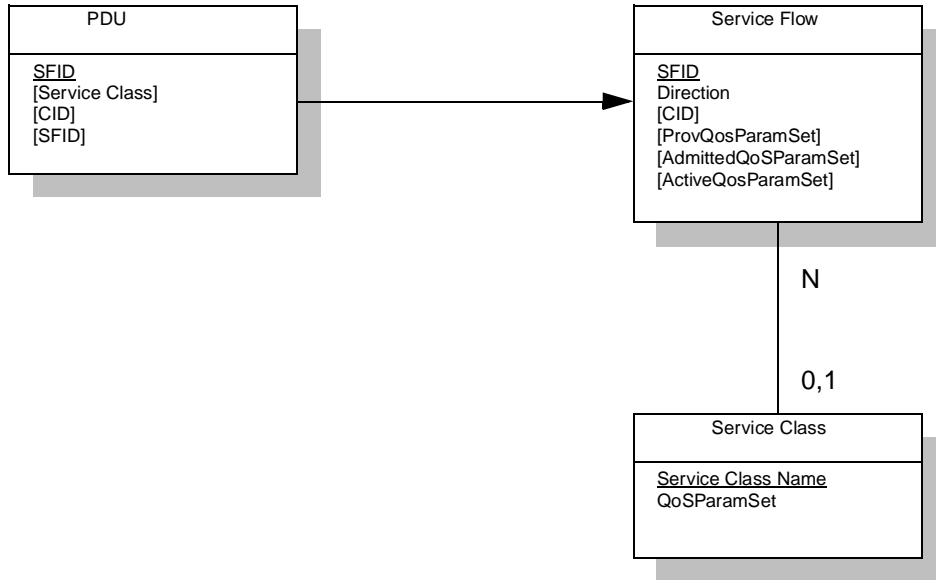 PDU
SFID
[Service Class]
[CID]
[SFID]
Service Flow
SFID
Direction
[CID]
[ProvQosParamSet]
[AdmittedQoSParamSet]
[ActiveQosParamSet]
N
0,1
Service Class
Service Class Name
QoSParamSet